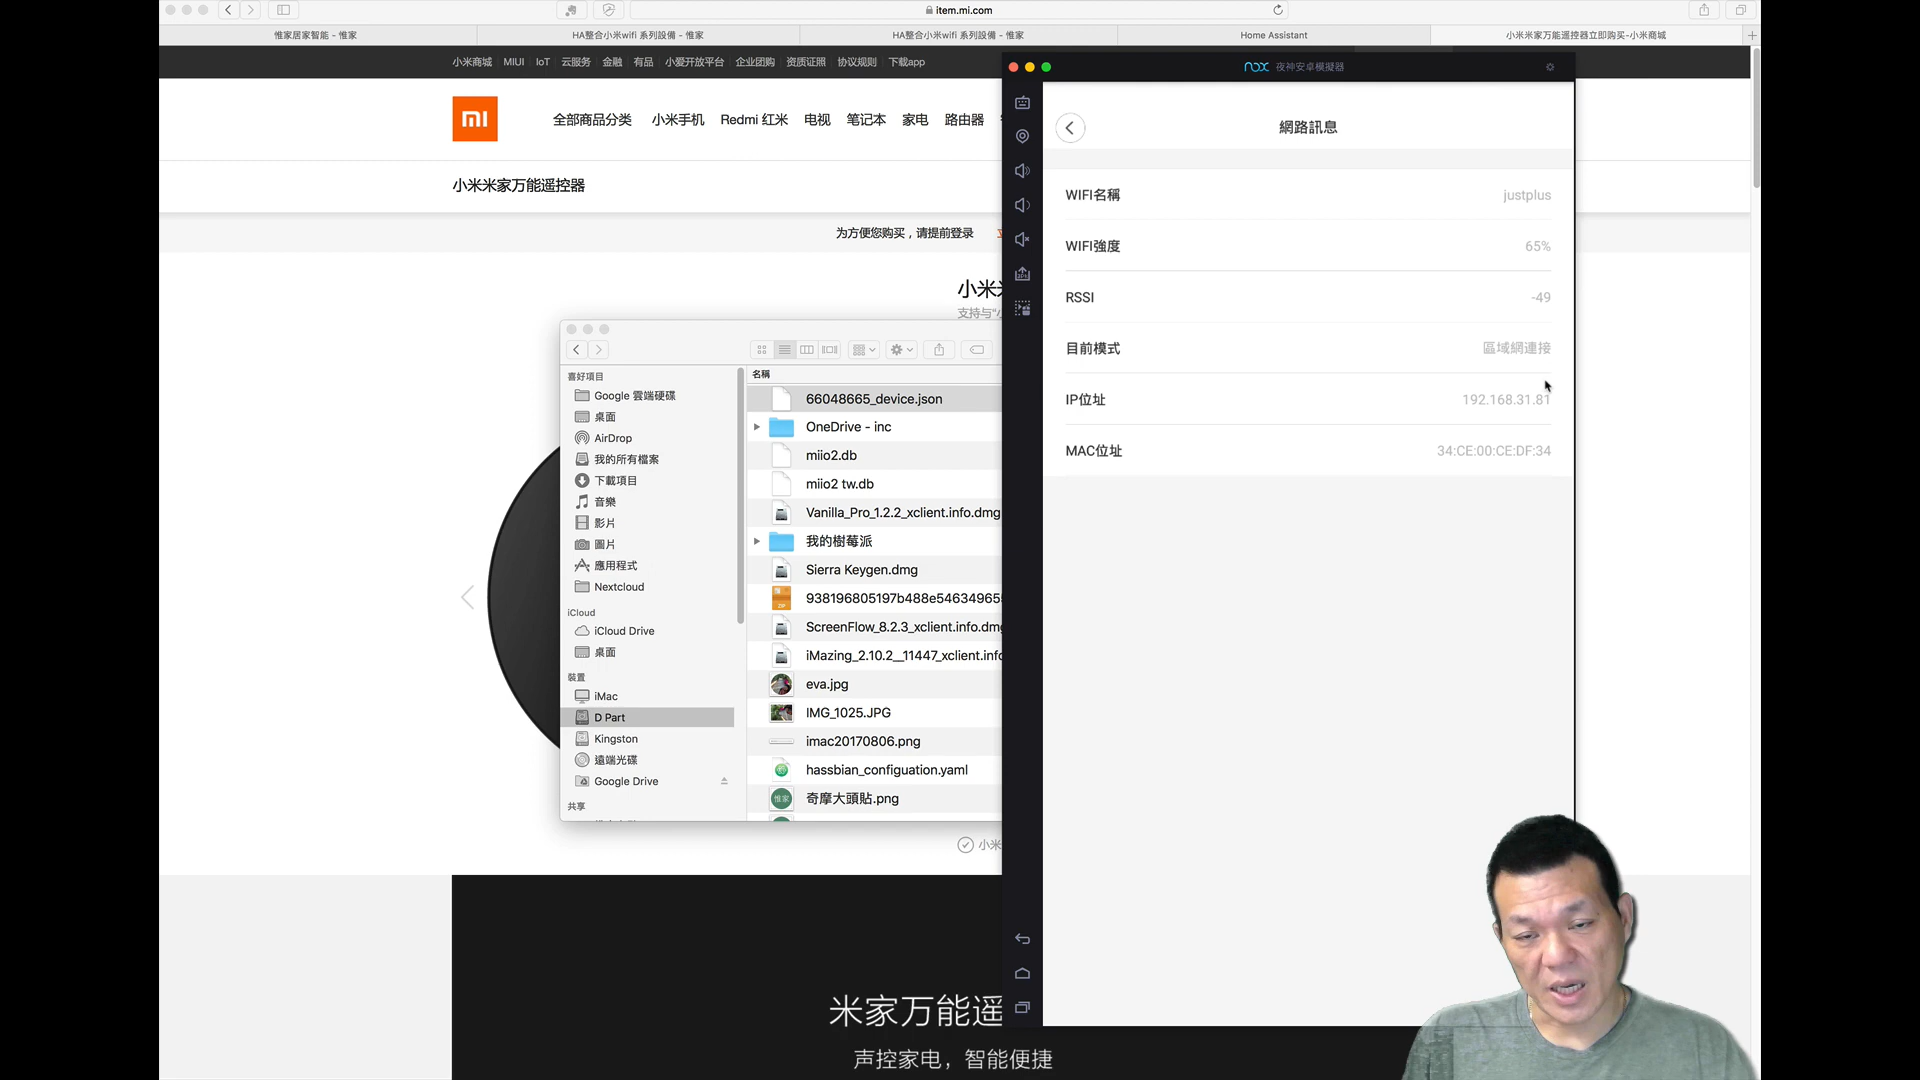 item.mi.com
惟家居家智能 - 惟家
HA整合小米wifi 系列設備 - 惟家
HA整合小米wifi 系列設備 - 惟家
Home Assistant
小米米家万能遥控器立即购买-小米商城
小米商城 MIUI IoT 云服务 金融 有品 小爱开放平台 企业团购 资质证照 协议规则 下载app
全部商品分类 小米手机 Redmi 红米 电视 笔记本 家电 路由器
小米米家万能遥控器
为方便您购买，请提前登录
小米
支持与"
喜好項目
Google 雲端硬碟
桌面
AirDrop
我的所有檔案
下載項目
音樂
影片
圖片
應用程式
Nextcloud
iCloud
iCloud Drive
桌面
裝置
iMac
D Part
Kingston
遠端光碟
Google Drive
共享
名稱
66048665_device.json
OneDrive - inc
miio2.db
miio2 tw.db
Vanilla_Pro_1.2.2_xclient.info.dmg
我的樹莓派
Sierra Keygen.dmg
938196805197b488e54634965
ScreenFlow_8.2.3_xclient.info.dmg
iMazing_2.10.2__11447_xclient.info
eva.jpg
IMG_1025.JPG
imac20170806.png
hassbian_configuation.yaml
奇摩大頭貼.png
小米
米家万能遥
声控家电，智能便捷
nox 夜神安卓模擬器
網路訊息
WIFI名稱 justplus
WIFI強度 65%
RSSI -49
目前模式 區域網連接
IP位址 192.168.31.81
MAC位址 34:CE:00:CE:DF:34